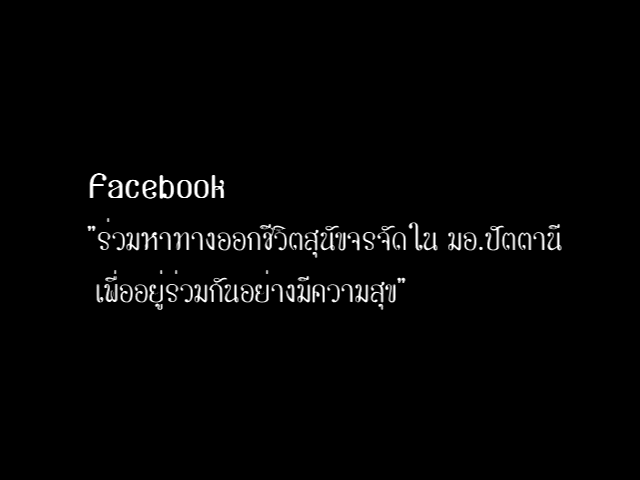 Facebook
"ร่วมหาทางออกชีวิตสุนัขจรจัดใน มอ.ปัตตานี
เพื่ออยู่ร่วมกันอย่างมีความสุข"